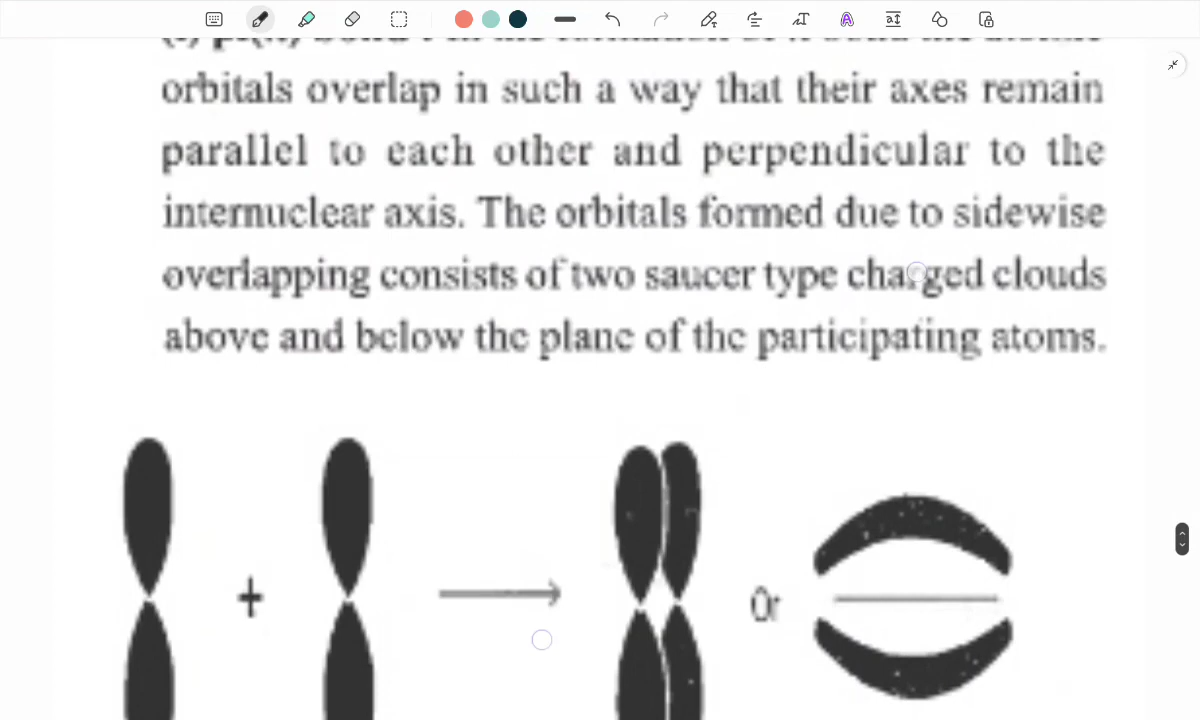 orbitals overlap in such a way that their axes remain
parallel to each other and perpendicular to the
internuclear axis. The orbitals formed due to sidewise
overlapping consists of two saucer type charged clouds
above and below the plane of the participating atoms.
+
Or